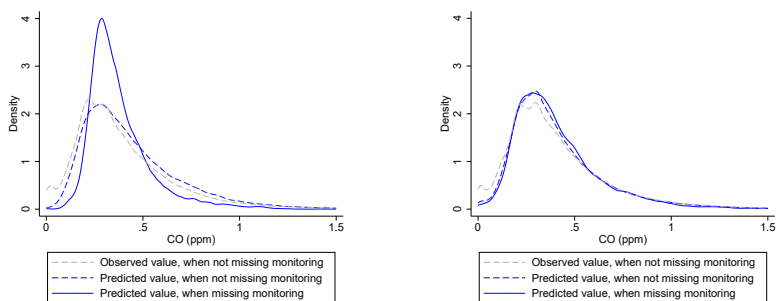 4
3
2
1
0
Density
0
.5
1
1.5
CO (ppm)
Observed value, when not missing monitoring
Predicted value, when not missing monitoring
Predicted value, when missing monitoring
4
3
2
1
0
Density
0
.5
1
1.5
CO (ppm)
Observed value, when not missing monitoring
Predicted value, when not missing monitoring
Predicted value, when missing monitoring